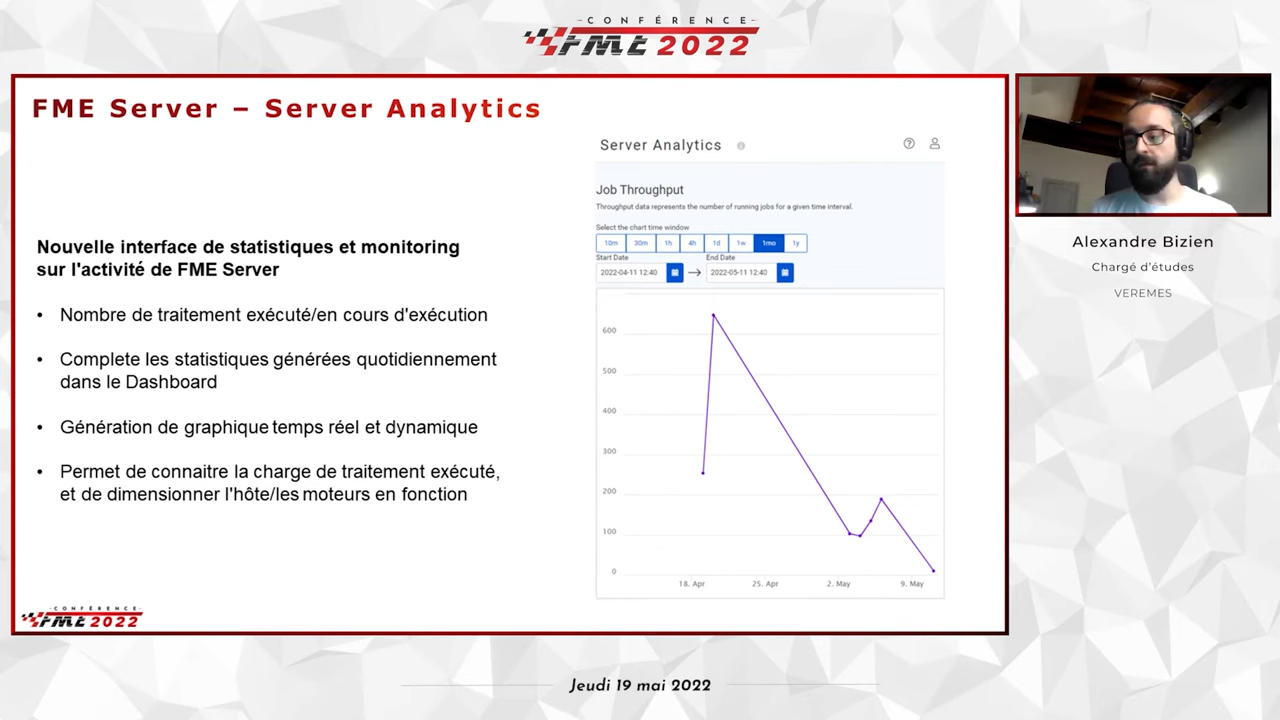 CONFÉRENCE
FME 2022
FME Server – Server Analytics
Nouvelle interface de statistiques et monitoring
sur l'activité de FME Server
• Nombre de traitement exécuté/en cours d'exécution
• Complete les statistiques générées quotidiennement
dans le Dashboard
• Génération de graphique temps réel et dynamique
• Permet de connaitre la charge de traitement exécuté,
et de dimensionner l'hôte/les moteurs en fonction
Server Analytics
Job Throughput
Throughput data represents the number of running jobs for a given time interval.
Select the chart time window
10m 30m 1h 4h 1d 1w 1mo 1y
Start Date End Date
2022-04-11 12:40 → 2022-05-11 12:40
600
500
400
300
200
100
0
18. Apr 25. Apr 2. May 9. May
CONFÉRENCE
FME 2022
Alexandre Bizien
Chargé d'études
VEREMES
Jeudi 19 mai 2022